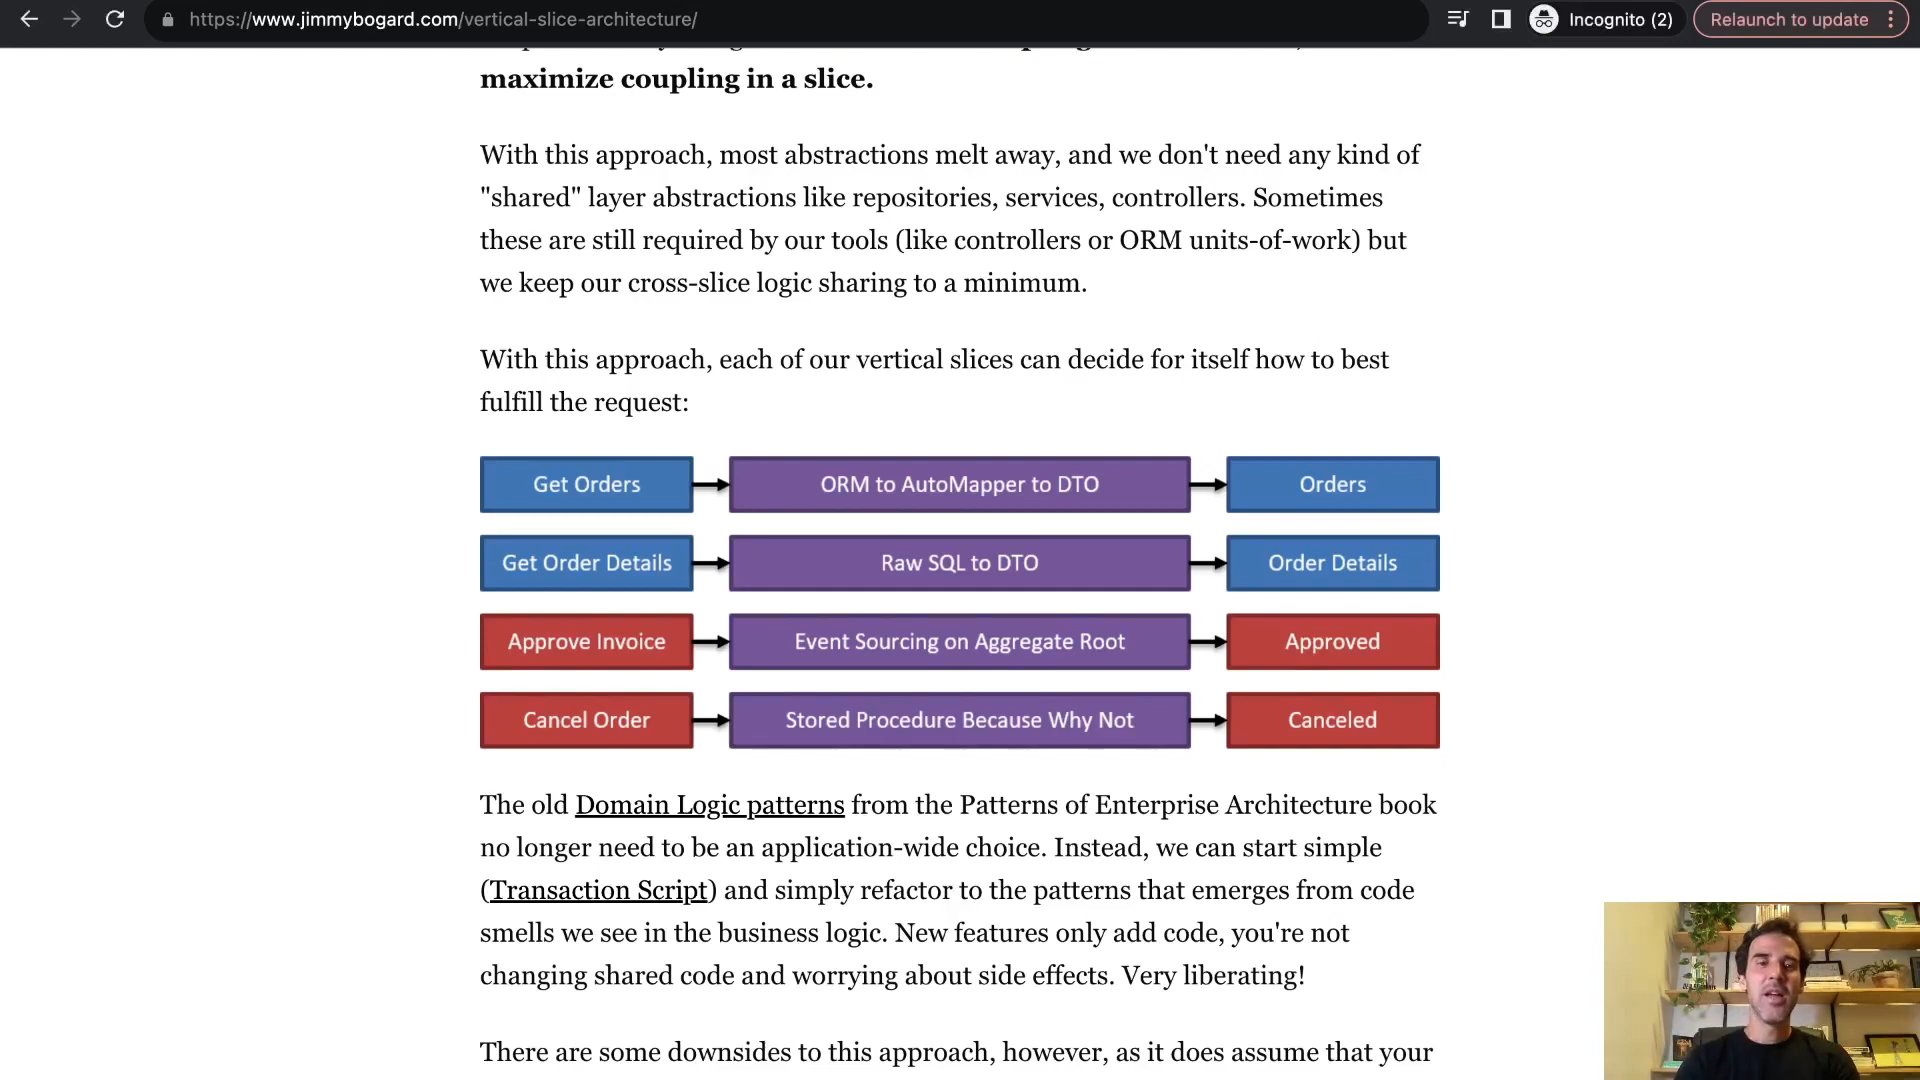 https://www.jimmybogard.com/vertical-slice-architecture/
Incognito (2)
Relaunch to update
maximize coupling in a slice.
With this approach, most abstractions melt away, and we don't need any kind of
"shared" layer abstractions like repositories, services, controllers. Sometimes
these are still required by our tools (like controllers or ORM units-of-work) but
we keep our cross-slice logic sharing to a minimum.
With this approach, each of our vertical slices can decide for itself how to best
fulfill the request:
Get Orders
ORM to AutoMapper to DTO
Orders
Get Order Details
Raw SQL to DTO
Order Details
Approve Invoice
Event Sourcing on Aggregate Root
Approved
Cancel Order
Stored Procedure Because Why Not
Canceled
The old Domain Logic patterns from the Patterns of Enterprise Architecture book
no longer need to be an application-wide choice. Instead, we can start simple
(Transaction Script) and simply refactor to the patterns that emerges from code
smells we see in the business logic. New features only add code, you're not
changing shared code and worrying about side effects. Very liberating!
There are some downsides to this approach, however, as it does assume that your